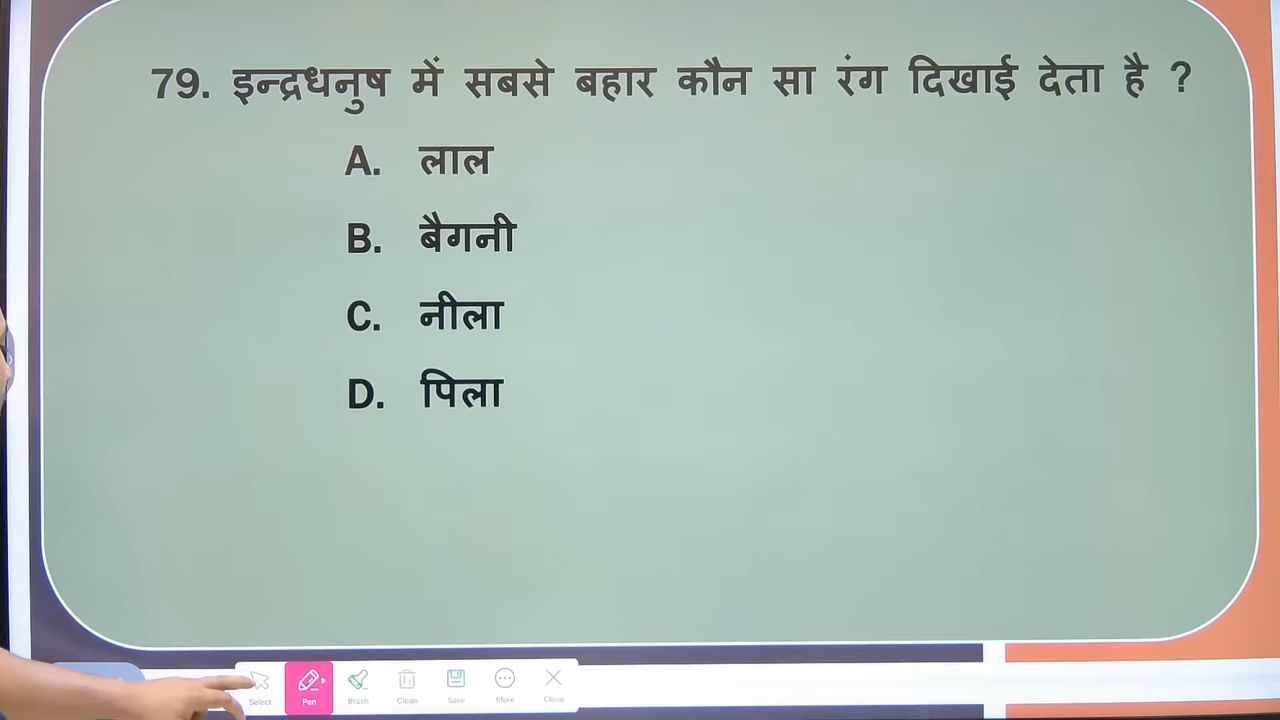 79. इन्द्रधनुष में सबसे बहार कौन सा रंग दिखाई देता है ?
A. लाल
B. बैगनी
C. नीला
D. पिला
Select Pen Brush Clean Save More Close